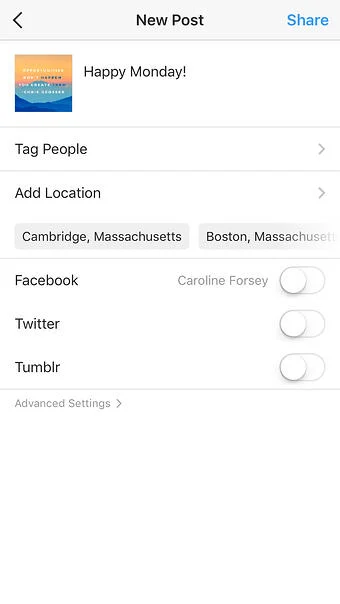 New Post
Share
OPPORTUNITIES
DON'T HAPPEN
YOU CREATE THEM
-CHRIS GROSSER
Happy Monday!
Tag People
Add Location
Cambridge, Massachusetts
Boston, Massachusett
Facebook
Caroline Forsey
Twitter
Tumblr
Advanced Settings